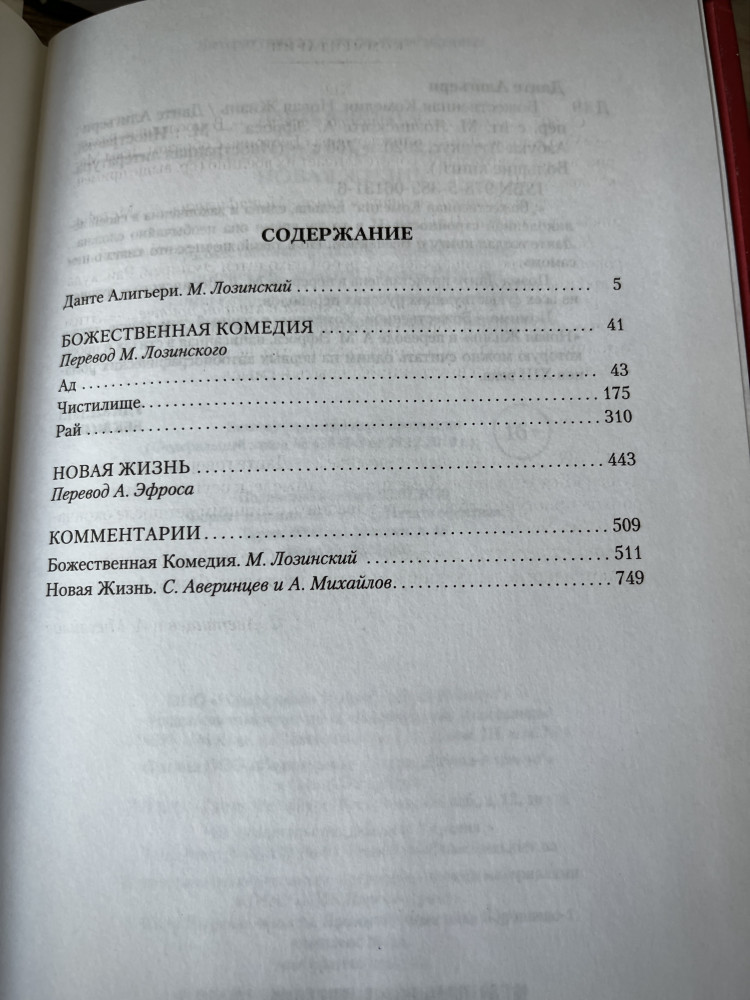 СОДЕРЖАНИЕ
Данте Алигьери. М. Лозинский . . . . . . . . . . . . . . . . . . . . . . . . . . . . . . . . . . 5
БОЖЕСТВЕННАЯ КОМЕДИЯ . . . . . . . . . . . . . . . . . . . . . . . . . . . . . . . 41
Перевод М. Лозинского
Ад . . . . . . . . . . . . . . . . . . . . . . . . . . . . . . . . . . . . . . . . . . . . . . . . . . . . . . . . . . 43
Чистилище. . . . . . . . . . . . . . . . . . . . . . . . . . . . . . . . . . . . . . . . . . . . . . . . . . 175
Рай . . . . . . . . . . . . . . . . . . . . . . . . . . . . . . . . . . . . . . . . . . . . . . . . . . . . . . . . . 310
НОВАЯ ЖИЗНЬ . . . . . . . . . . . . . . . . . . . . . . . . . . . . . . . . . . . . . . . . . . . . . 443
Перевод А. Эфроса
КОММЕНТАРИИ . . . . . . . . . . . . . . . . . . . . . . . . . . . . . . . . . . . . . . . . . . . . . 509
Божественная Комедия. М. Лозинский . . . . . . . . . . . . . . . . . . . . . . . . . . . 511
Новая Жизнь. С. Аверинцев и А. Михайлов. . . . . . . . . . . . . . . . . . . . . . . . 749